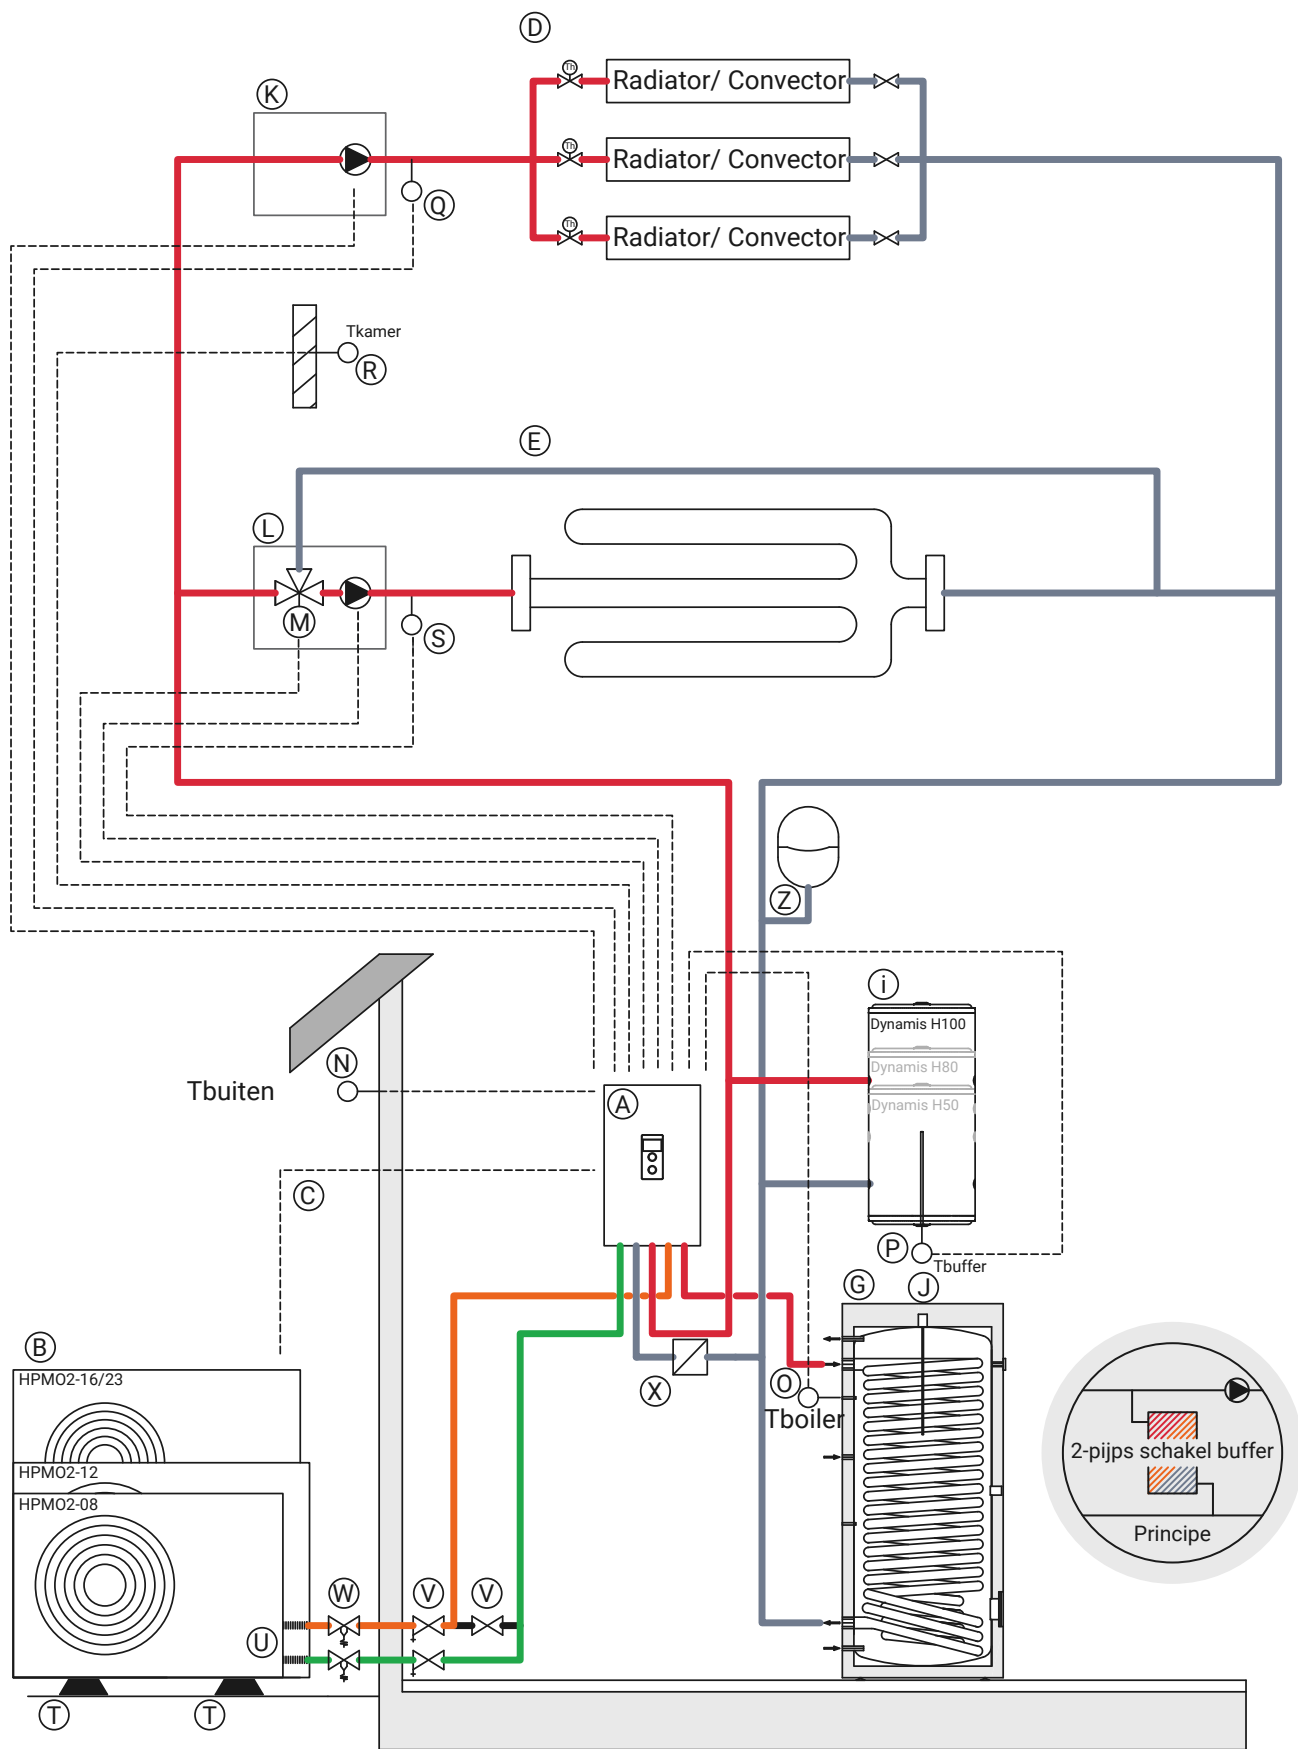 D
K
Th
Radiator/ Convector
Th
Radiator/ Convector
Q
Th
Radiator/ Convector
Tkamer
R
E
L
M
S
Z
i
Dynamis H100
Dynamis H80
Dynamis H50
N
Tbuiten
A
C
P
Tbuffer
G
J
B
HPMO2-16/23
X
O
Tboiler
HPMO2-12
HPMO2-08
2-pijps schakel buffer
Principe
W
V
V
U
T
T